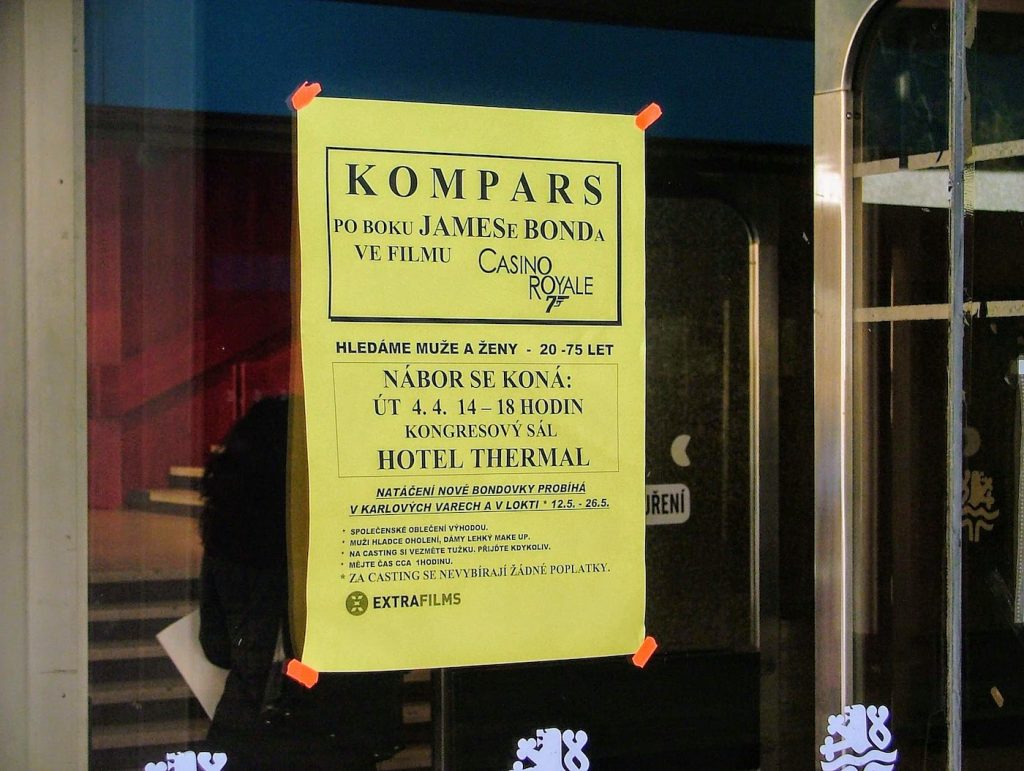 KOMPARS
PO BOKU JAMESE BONDA
VE FILMU CASINO
ROYALE
7
HLEDÁME MUŽE A ŽENY - 20 -75 LET
NÁBOR SE KONÁ:
ÚT 4. 4. 14 – 18 HODIN
KONGRESOVÝ SÁL
HOTEL THERMAL
NATÁČENÍ NOVÉ BONDOVKY PROBÍHÁ
V KARLOVÝCH VARECH A V LOKTI * 12.5. - 26.5.
* SPOLEČENSKÉ OBLEČENÍ VÝHODOU.
* MUŽI HLADCE OHOLENÍ, DÁMY LEHKÝ MAKE UP.
* NA CASTING SI VEZMĚTE TUŽKU. PŘIJĎTE KDYKOLIV.
* MĚJTE ČAS CCA 1HODINU.
* ZA CASTING SE NEVYBÍRAJÍ ŽÁDNÉ POPLATKY.
EXTRAFILMS